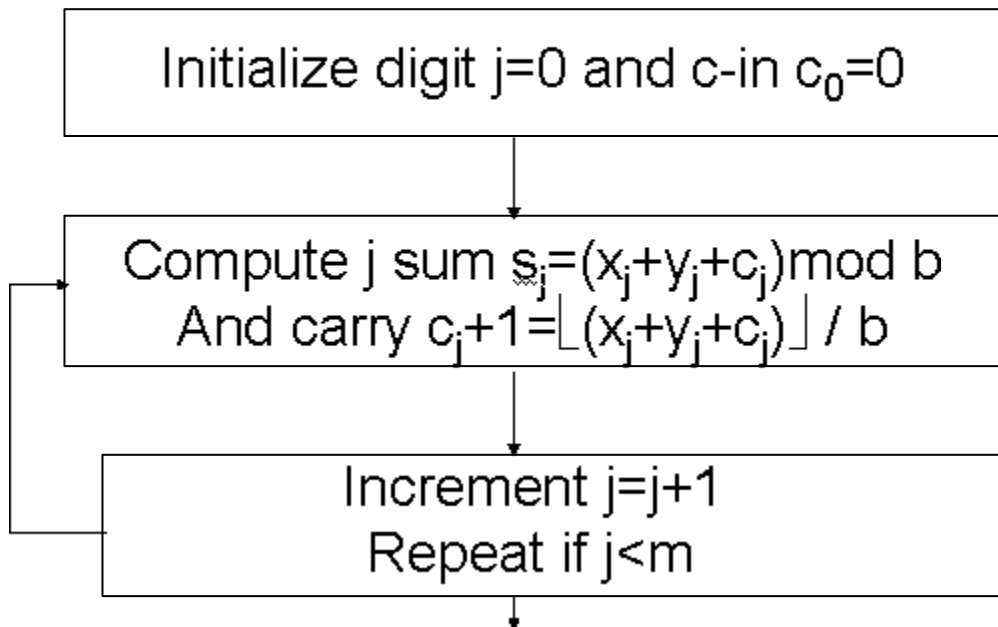 Initialize digit j=0 and c-in c₀=0
Compute j sum sⱼ=(xⱼ+yⱼ+cⱼ)mod b
And carry cⱼ+1=⌊(xⱼ+yⱼ+cⱼ)⌋ / b
Increment j=j+1
Repeat if j<m